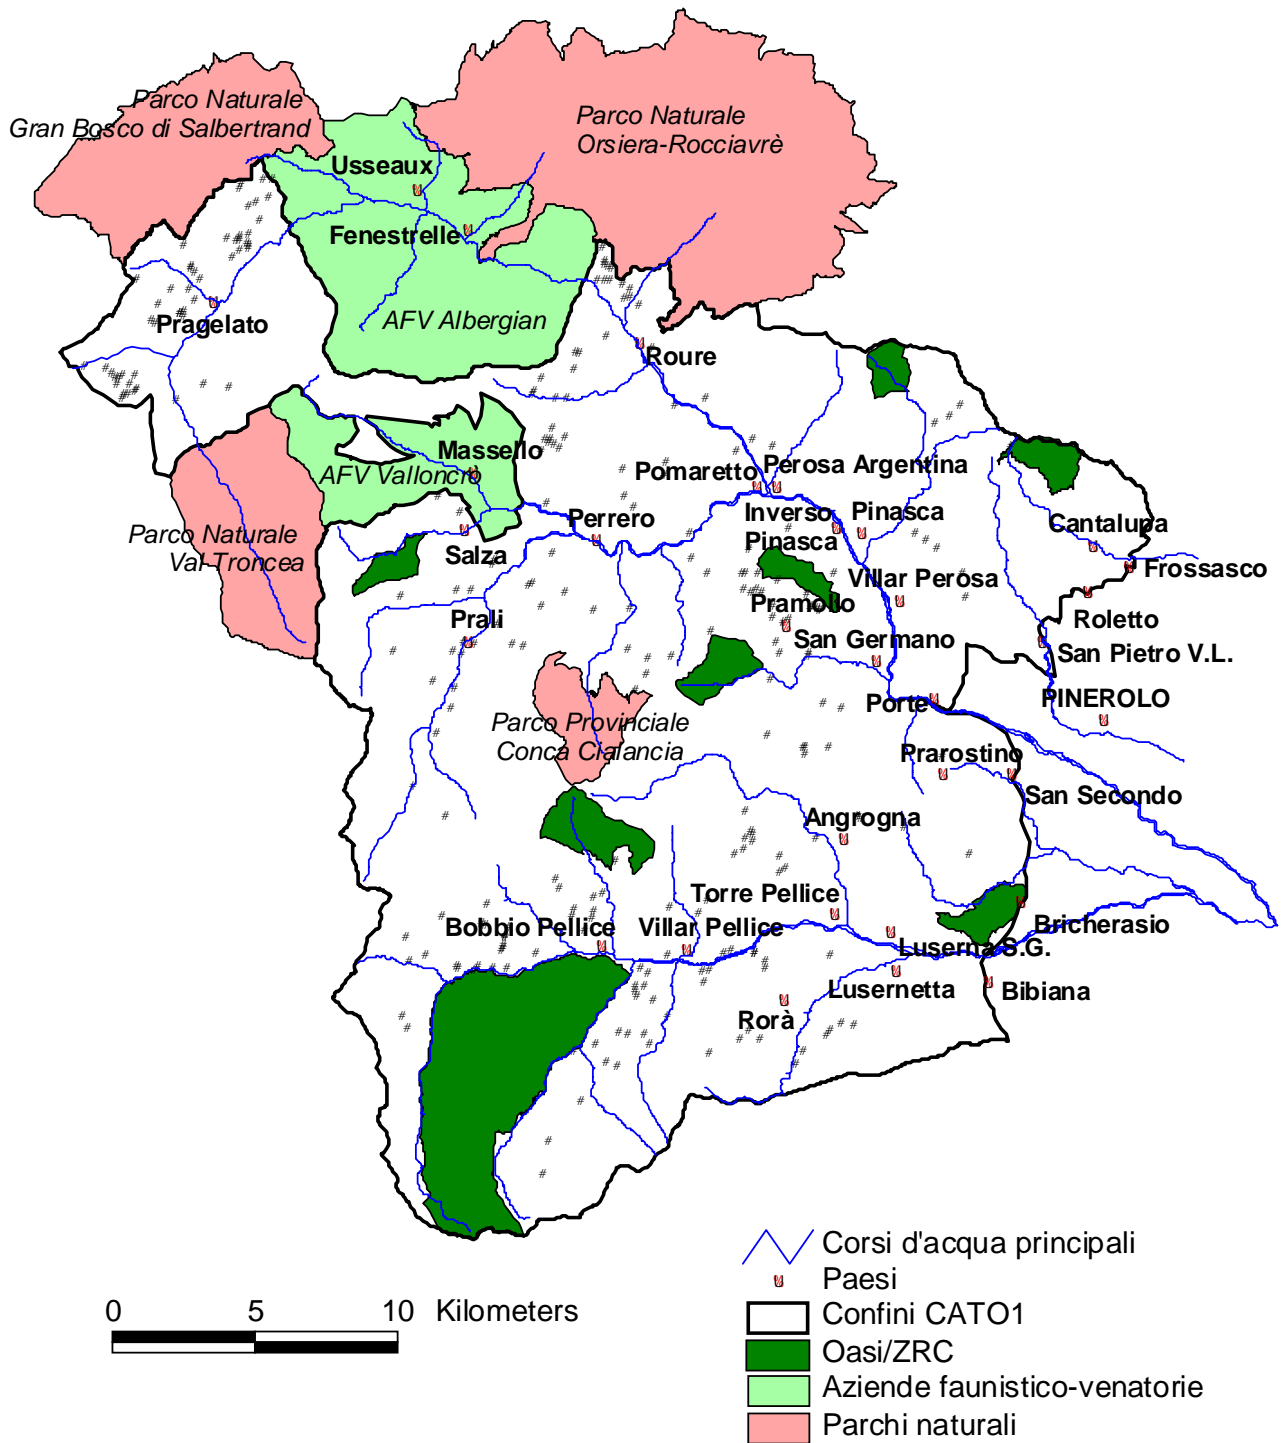 Parco Naturale
Gran Bosco di Salbertrand
Parco Naturale
Orsiera-Rocciavrè
Usseaux
Fenestrelle
AFV Albergian
Pragelato
Roure
Massello
AFV Valloncrò
Pomaretto
Perosa Argentina
Parco Naturale
Val Troncea
Salza
Perrero
Inverso
Pinasca
Pinasca
Cantalupa
Frossasco
Villar Perosa
Pramollo
Roletto
Prali
San Germano
San Pietro V.L.
Porte
PINEROLO
Parco Provinciale
Conca Cialancia
Prarostino
San Secondo
Angrogna
Torre Pellice
Bobbio Pellice
Villar Pellice
Bricherasio
Luserna S.G.
Lusernetta
Bibiana
Rorà
Corsi d'acqua principali
Paesi
0 5 10 Kilometers
Confini CATO1
Oasi/ZRC
Aziende faunistico-venatorie
Parchi naturali